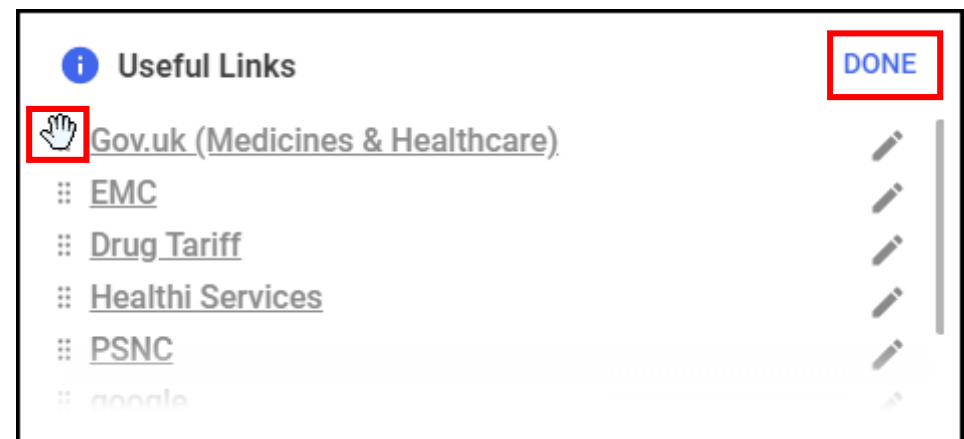 Useful Links
DONE
Gov.uk (Medicines & Healthcare)
EMC
Drug Tariff
Healthi Services
PSNC
google